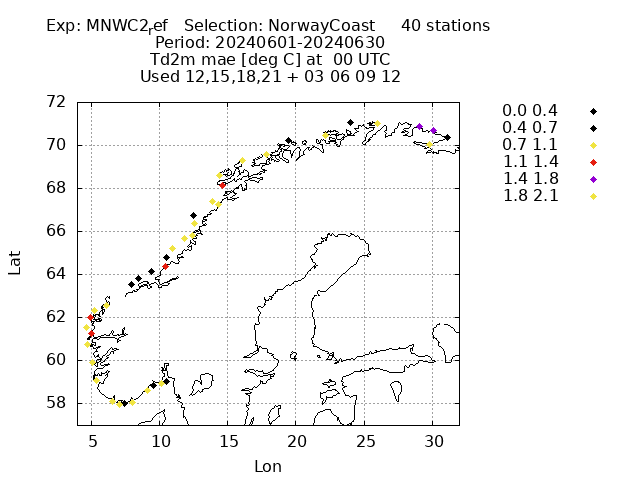 Exp: MNWC2ref Selection: NorwayCoast 40 stations
Period: 20240601-20240630
Td2m mae [deg C] at 00 UTC
Used 12,15,18,21 + 03 06 09 12
72
70
68
66
64
62
60
58
5 10 15 20 25 30
Lat
Lon
0.0 0.4
0.4 0.7
0.7 1.1
1.1 1.4
1.4 1.8
1.8 2.1